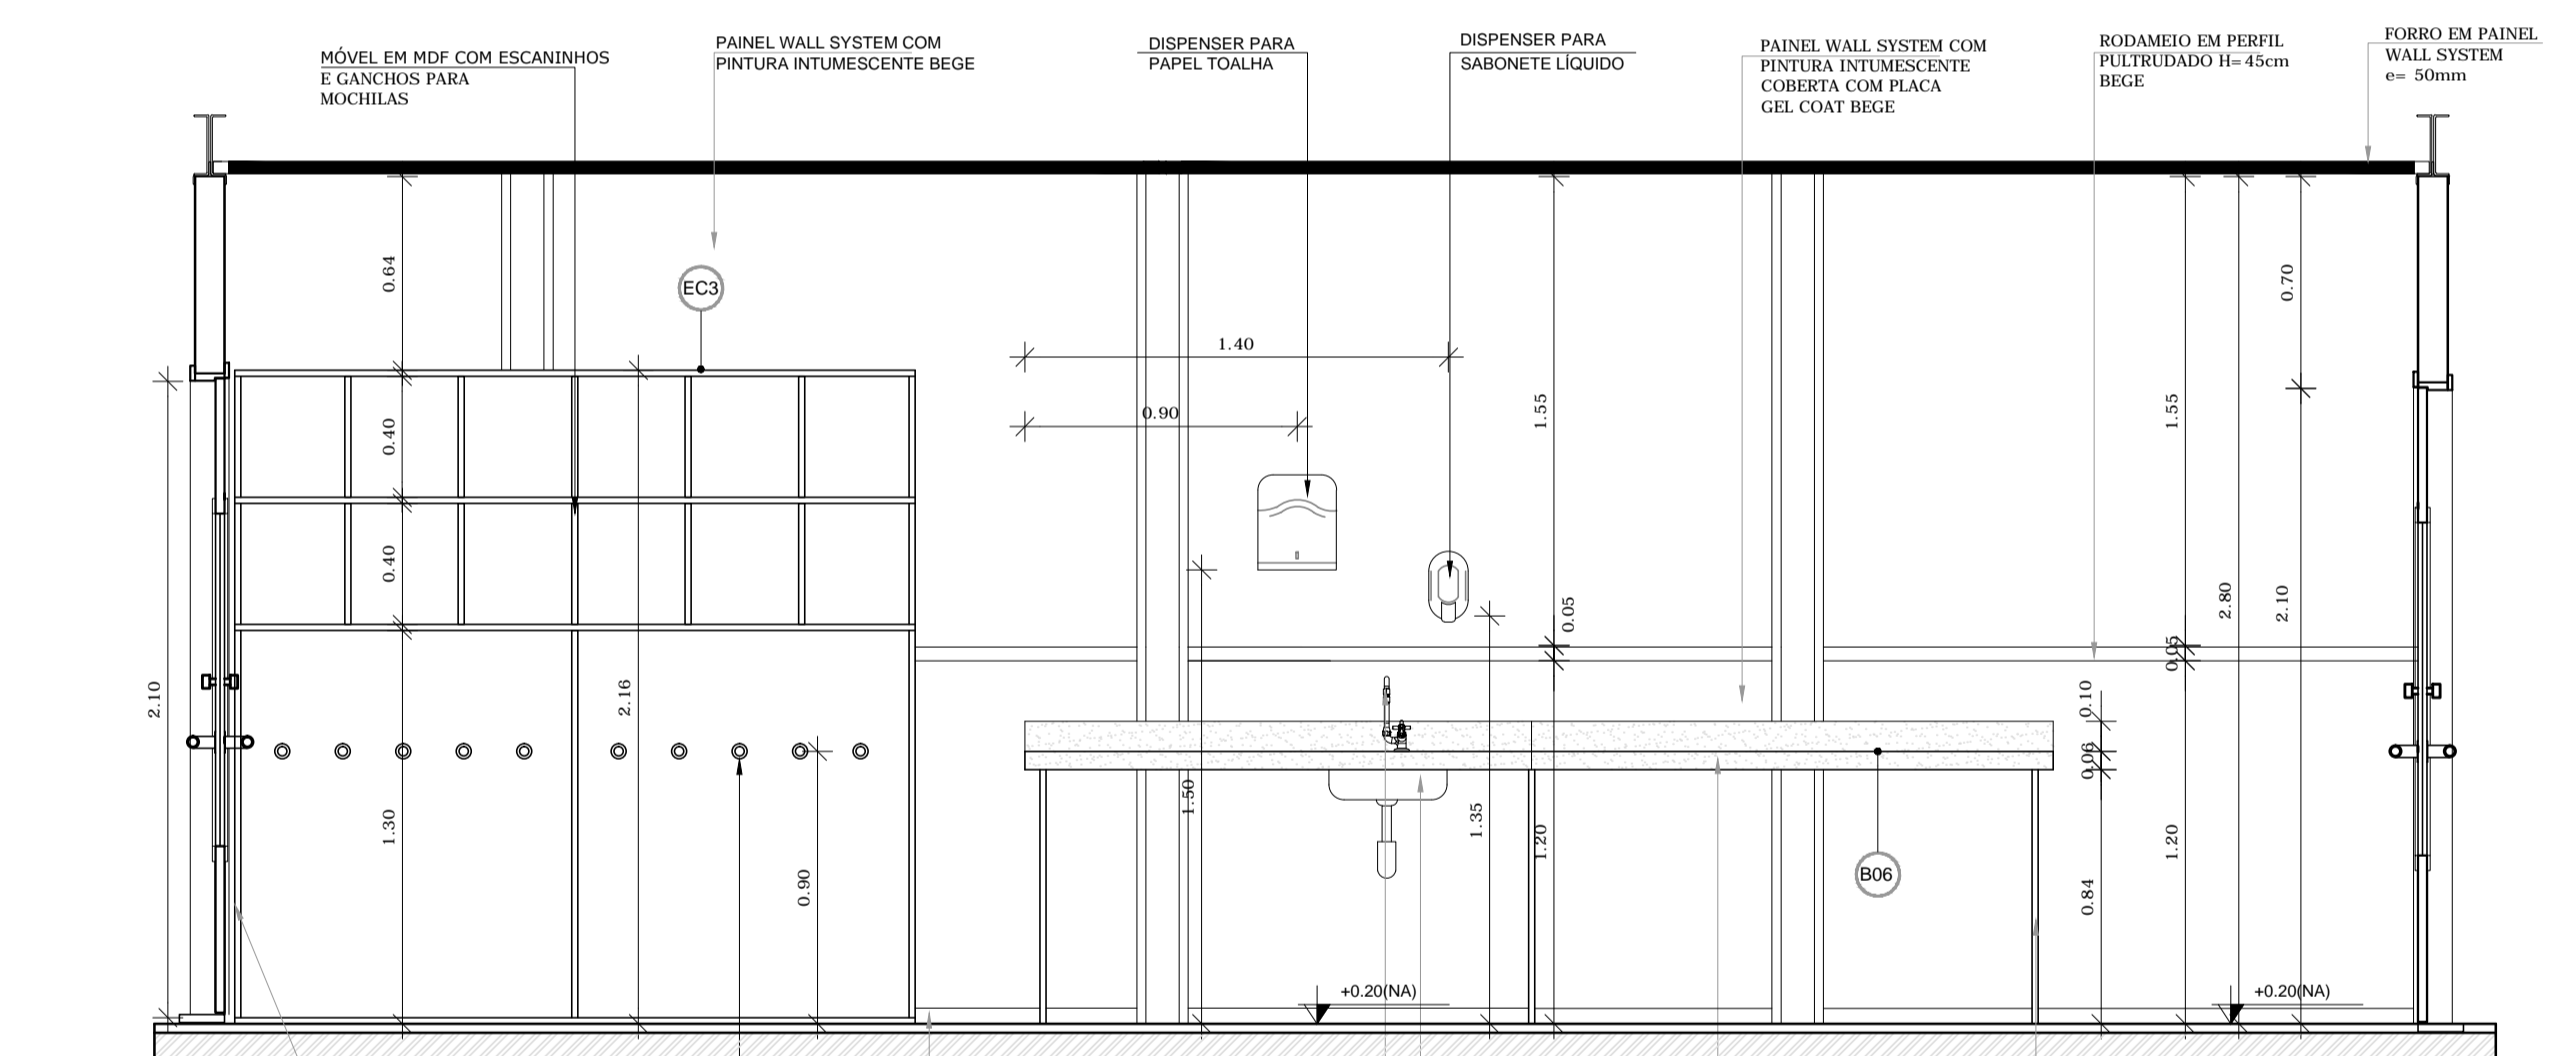 MÓVEL EM MDF COM ESCANINHOS
E GANCHOS PARA
MOCHILAS
PAINEL WALL SYSTEM COM
PINTURA INTUMESCENTE BEGE
DISPENSER PARA
PAPEL TOALHA
DISPENSER PARA
SABONETE LÍQUIDO
PAINEL WALL SYSTEM COM
PINTURA INTUMESCENTE
COBERTA COM PLACA
GEL COAT BEGE
RODAMEIO EM PERFIL
PULTRUDADO H= 45cm
BEGE
FORRO EM PAINEL
WALL SYSTEM
e= 50mm
0.64
EC3
0.70
1.40
0.90
1.55
1.55
0.40
0.40
0.05
2.80
2.10
0.05
2.10
2.16
0.10
0.06
1.50
1.35
1.30
1.20
1.20
0.90
B06
0.84
+0.20(NA)
+0.20(NA)